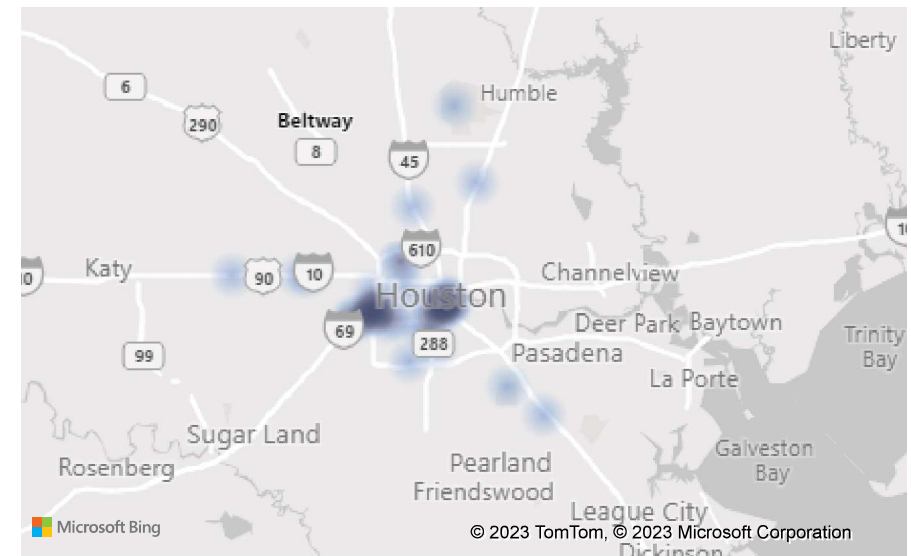 Liberty
6
Humble
290
Beltway
8
45
610
Katy
90
10
Channelview
Houston
69
288
Deer Park
Baytown
Pasadena
Trinity
Bay
99
La Porte
Sugar Land
Rosenberg
Pearland
Friendswood
Galveston
Bay
League City
Microsoft Bing
© 2023 TomTom, © 2023 Microsoft Corporation
Dickinson